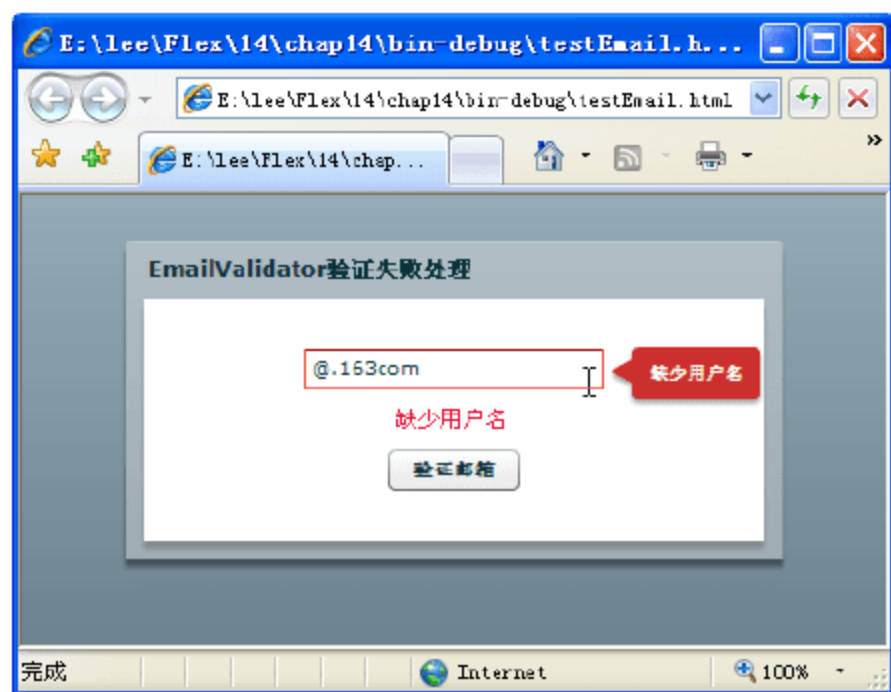 E:\lee\Flex\14\chap14\bin-debug\testEmail.h...
E:\lee\Flex\14\chap14\bin-debug\testEmail.html
E:\lee\Flex\14\chap...
»
EmailValidator验证失败处理
@.163com
缺少用户名
缺少用户名
验证邮箱
完成
Internet
100%